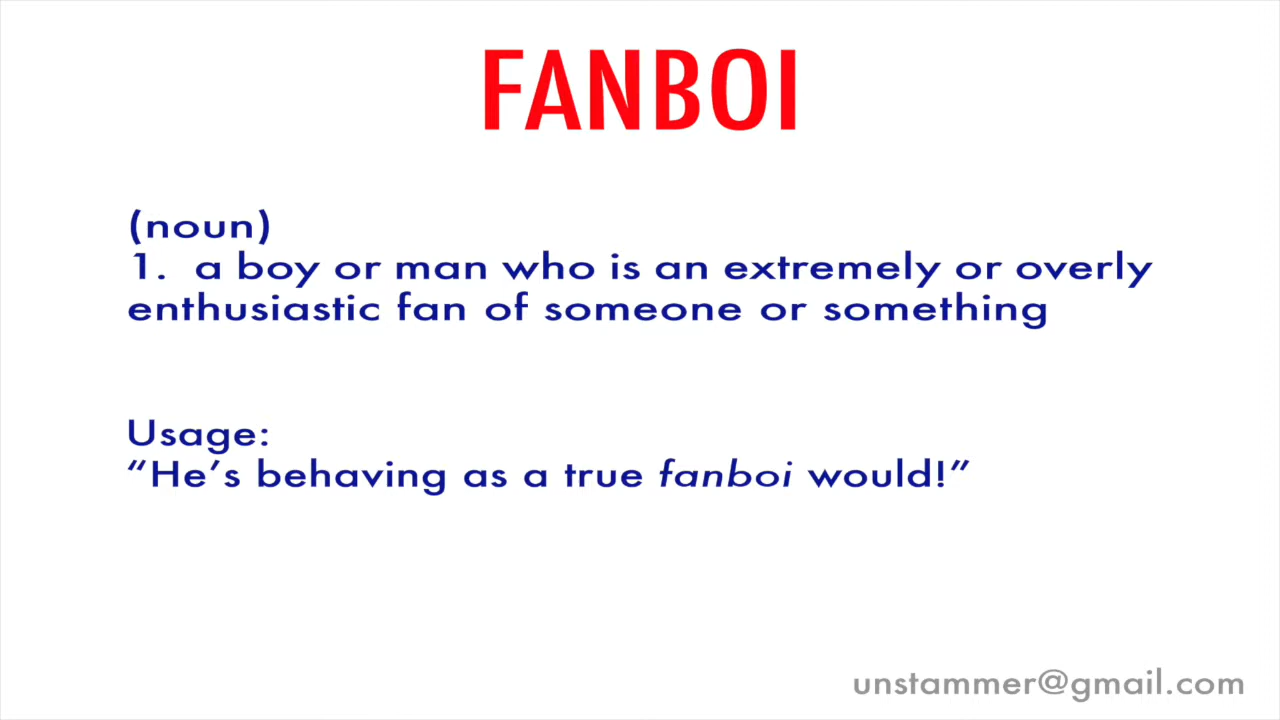 FANBOI
(noun)
1. a boy or man who is an extremely or overly
enthusiastic fan of someone or something
Usage:
“He’s behaving as a true fanboi would!”
unstammer@gmail.com